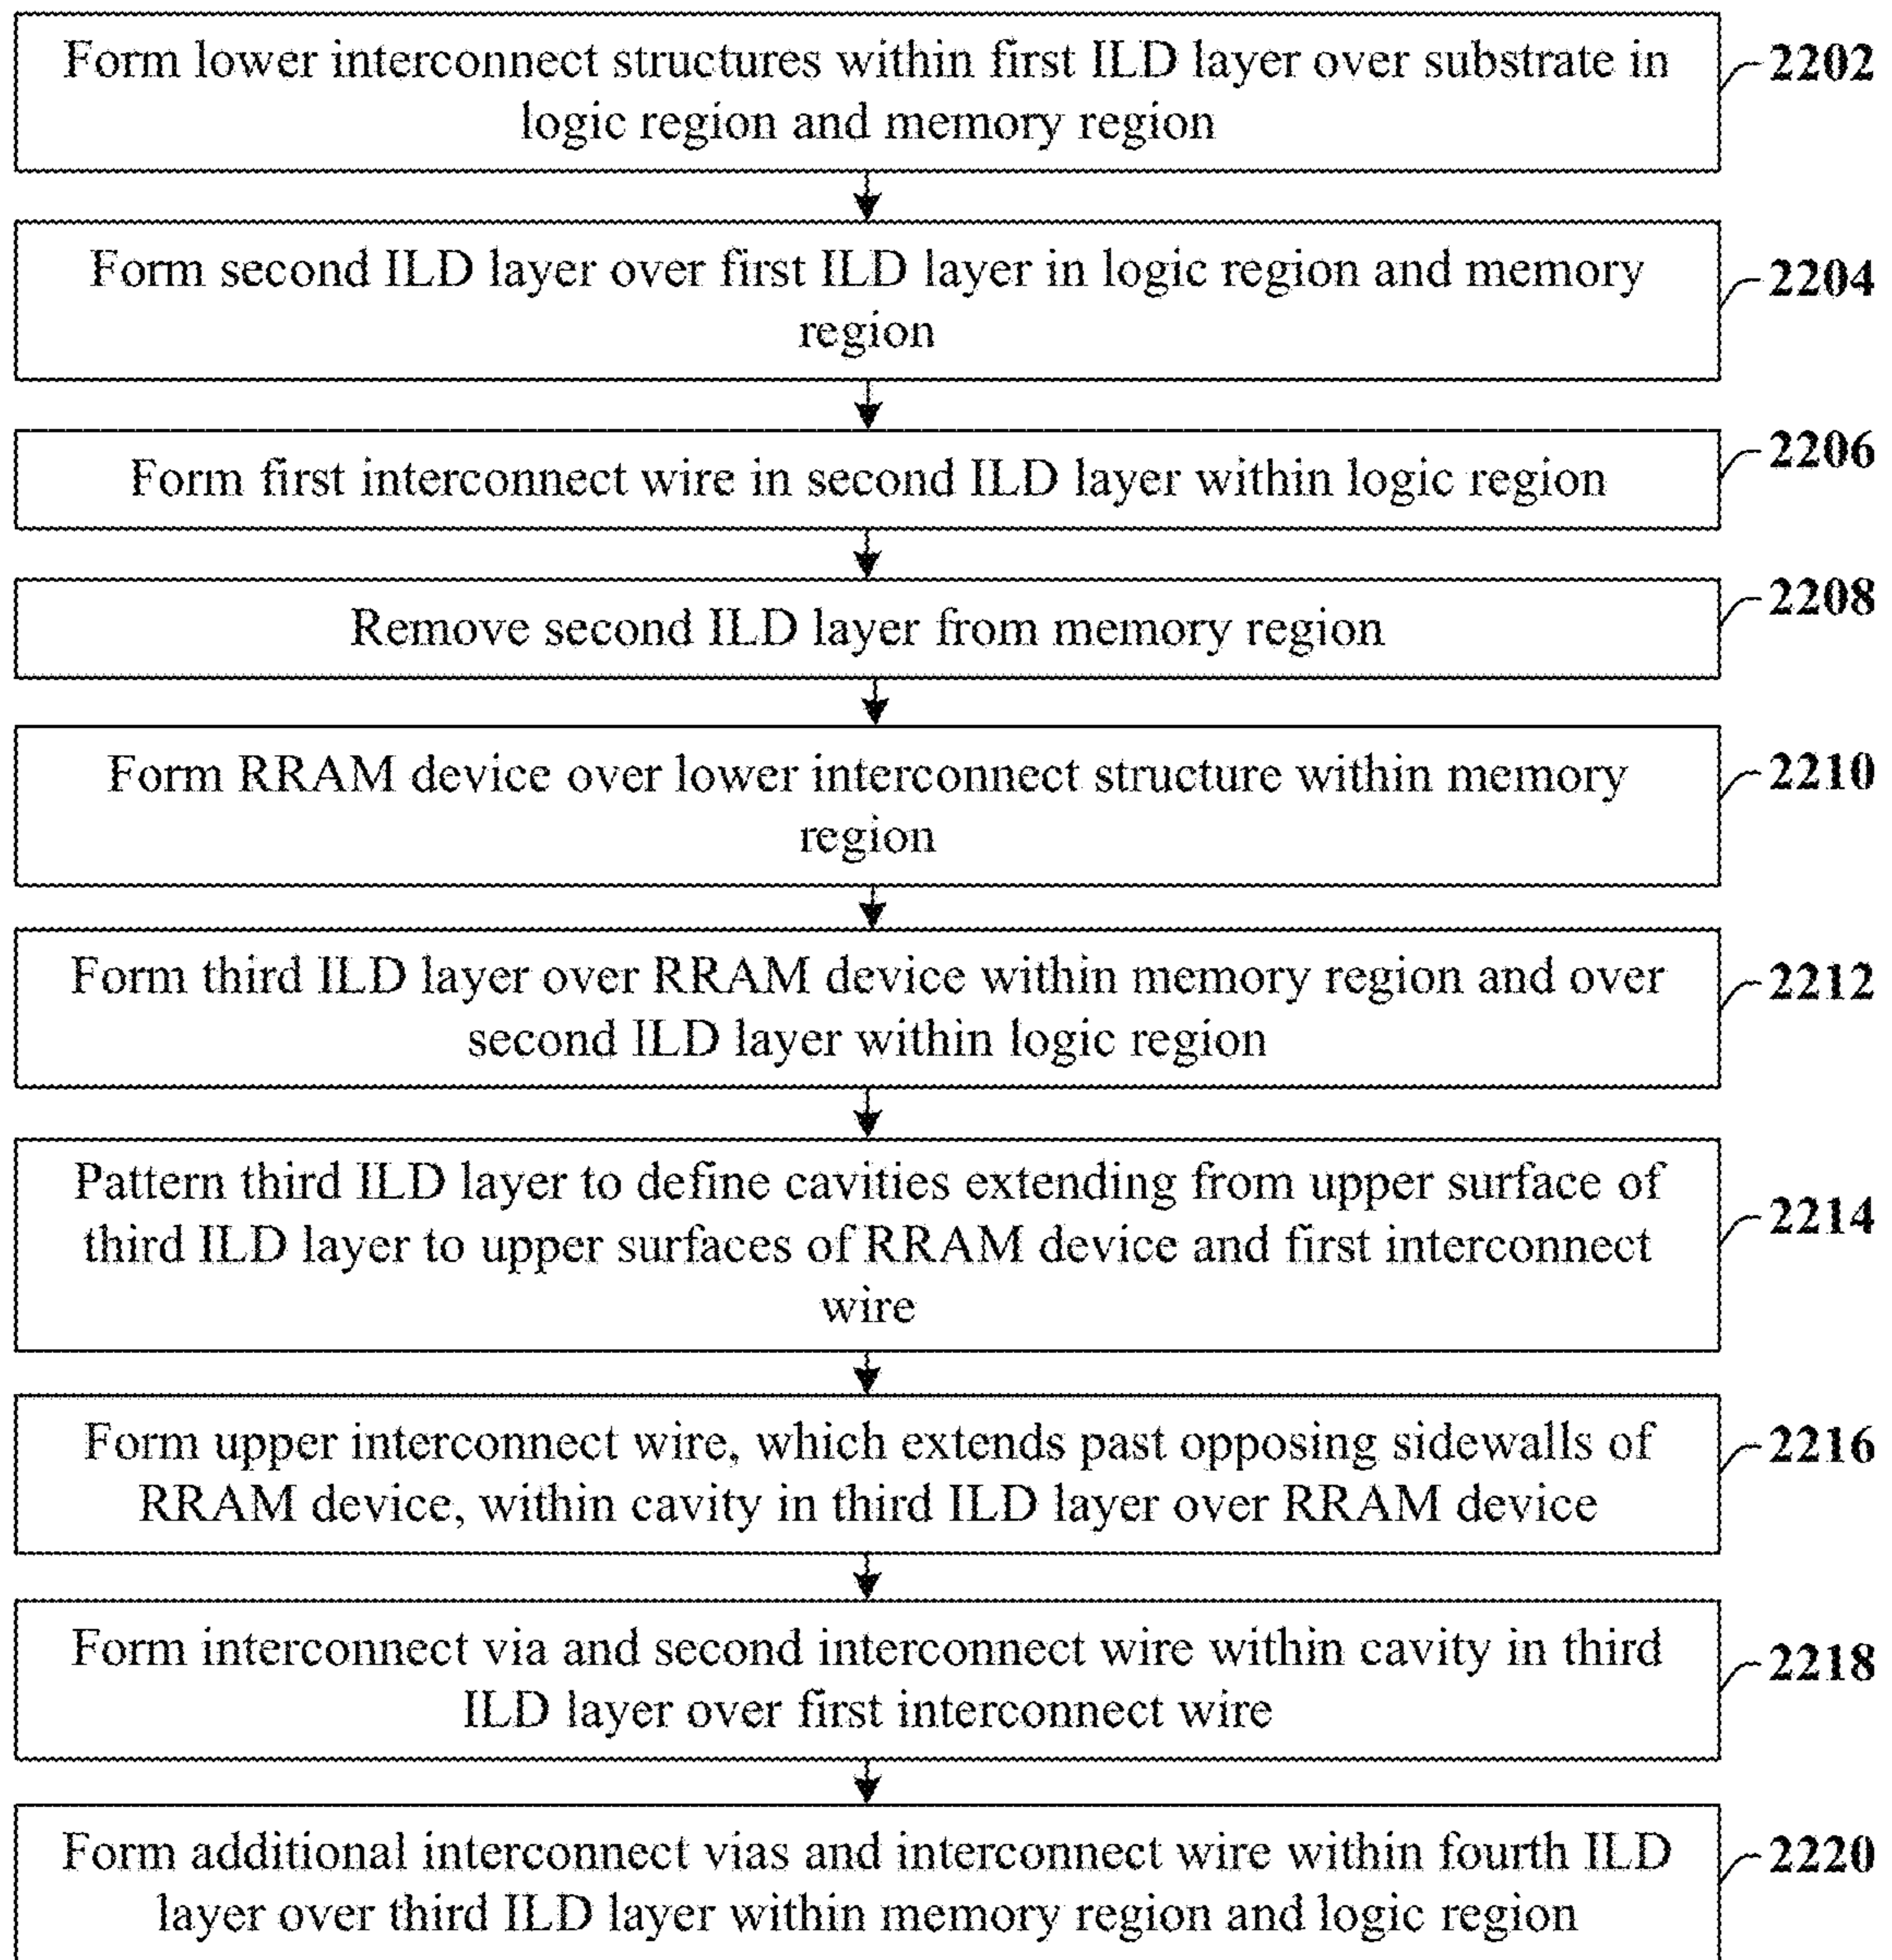 Form lower interconnect structures within first ILD layer over substrate in
logic region and memory region
2202
Form second ILD layer over first ILD layer in logic region and memory
region
2204
Form first interconnect wire in second ILD layer within logic region
2206
Remove second ILD layer from memory region
2208
Form RRAM device over lower interconnect structure within memory
region
2210
Form third ILD layer over RRAM device within memory region and over
second ILD layer within logic region
2212
Pattern third ILD layer to define cavities extending from upper surface of
third ILD layer to upper surfaces of RRAM device and first interconnect
wire
2214
Form upper interconnect wire, which extends past opposing sidewalls of
RRAM device, within cavity in third ILD layer over RRAM device
2216
Form interconnect via and second interconnect wire within cavity in third
ILD layer over first interconnect wire
2218
Form additional interconnect vias and interconnect wire within fourth ILD
layer over third ILD layer within memory region and logic region
2220